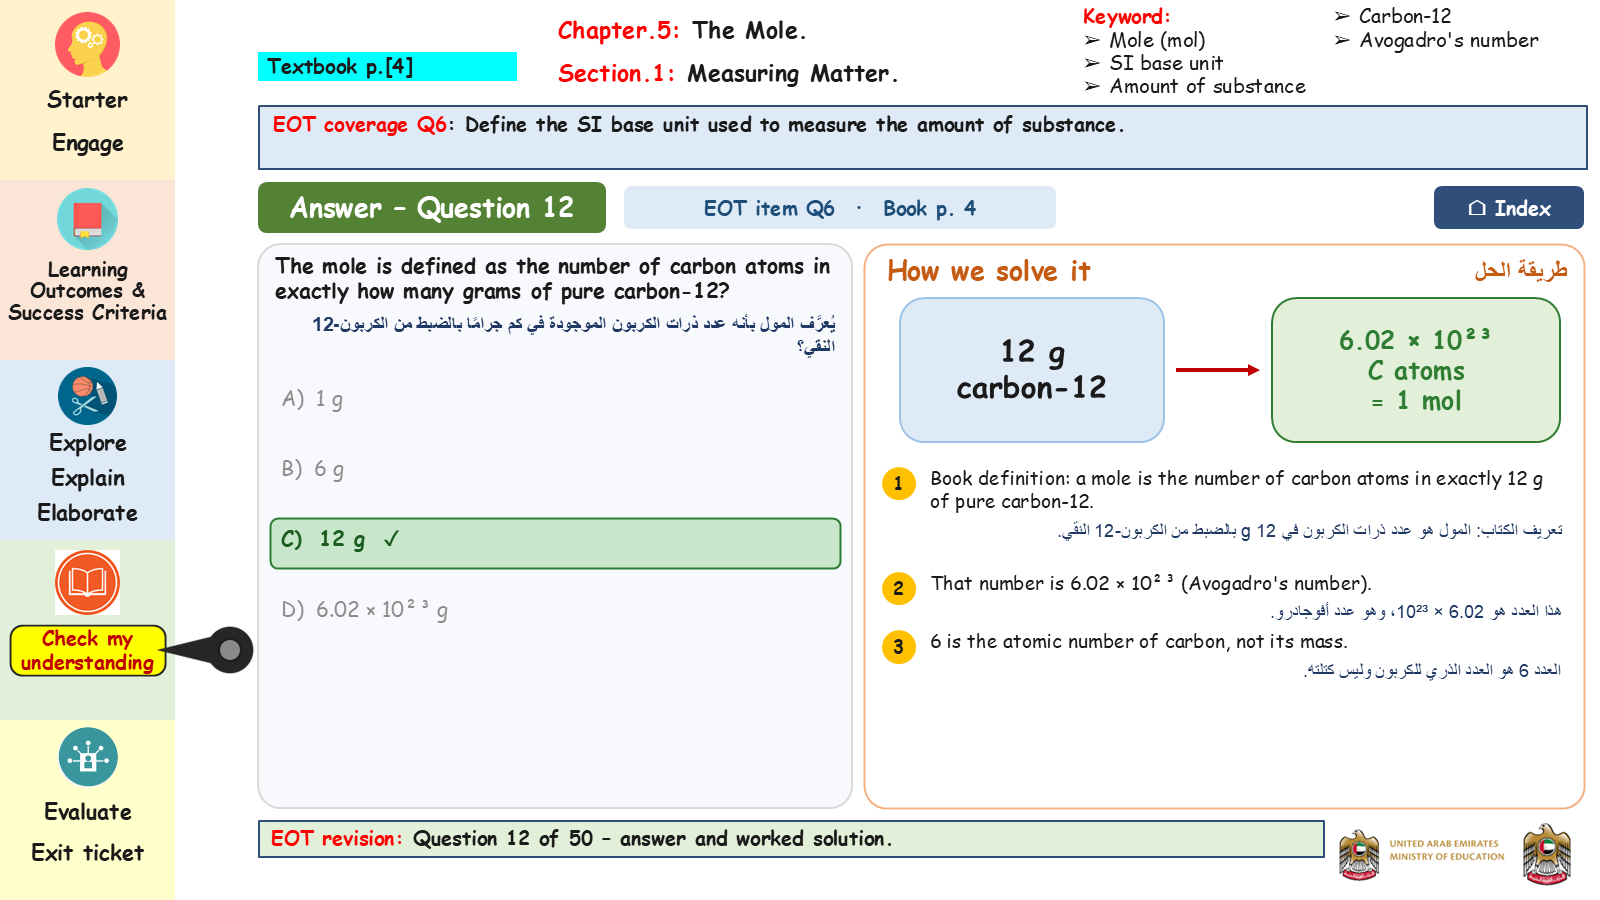 Starter
Engage
Learning
Outcomes &
Success Criteria
Explore
Explain
Elaborate
Check my
understanding
Evaluate
Exit ticket
Textbook p.[4]
Chapter.5: The Mole.
Section.1: Measuring Matter.
Keyword:
➢ Mole (mol)
➢ SI base unit
➢ Amount of substance
➢ Carbon-12
➢ Avogadro's number
EOT coverage Q6: Define the SI base unit used to measure the amount of substance.
Answer – Question 12
EOT item Q6 · Book p. 4
☖ Index
The mole is defined as the number of carbon atoms in
exactly how many grams of pure carbon-12?
يُعرَّف المول بأنه عدد ذرات الكربون الموجودة في كم جرامًا بالضبط من الكربون-12
النقي؟
A) 1 g
B) 6 g
C) 12 g ✓
D) 6.02 × 10²³ g
How we solve it
طريقة الحل
12 g
carbon-12
6.02 × 10²³
C atoms
= 1 mol
1
Book definition: a mole is the number of carbon atoms in exactly 12 g
of pure carbon-12.
تعريف الكتاب: المول هو عدد ذرات الكربون في 12 g بالضبط من الكربون-12 النقي.
2
That number is 6.02 × 10²³ (Avogadro's number).
هذا العدد هو 6.02 × 10²³، وهو عدد أفوجادرو.
3
6 is the atomic number of carbon, not its mass.
العدد 6 هو العدد الذري للكربون وليس كتلته.
EOT revision: Question 12 of 50 – answer and worked solution.
UNITED ARAB EMIRATES
MINISTRY OF EDUCATION